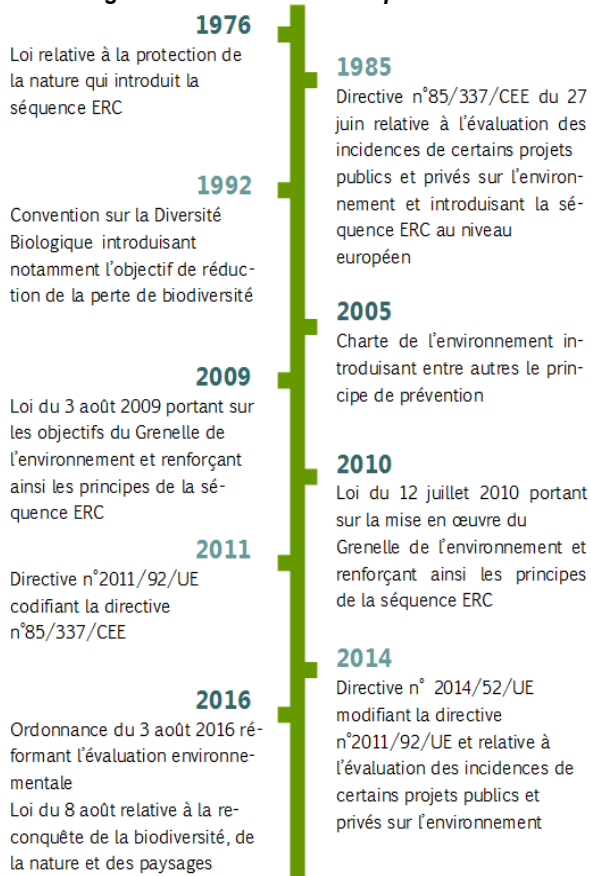 1976
Loi relative à la protection de
la nature qui introduit la
séquence ERC
1985
Directive n°85/337/CEE du 27
juin relative à l'évaluation des
incidences de certains projets
publics et privés sur l'environ-
nement et introduisant la sé-
quence ERC au niveau
européen
1992
Convention sur la Diversité
Biologique introduisant
notamment l'objectif de réduc-
tion de la perte de biodiversité
2005
Charte de l'environnement in-
troduisant entre autres le prin-
cipe de prévention
2009
Loi du 3 août 2009 portant sur
les objectifs du Grenelle de
l'environnement et renforçant
ainsi les principes de la sé-
quence ERC
2010
Loi du 12 juillet 2010 portant
sur la mise en œuvre du
Grenelle de l'environnement et
renforçant ainsi les principes
de la séquence ERC
2011
Directive n°2011/92/UE
codifiant la directive
n°85/337/CEE
2014
Directive n° 2014/52/UE
modifiant la directive
n°2011/92/UE et relative à
l'évaluation des incidences de
certains projets publics et
privés sur l'environnement
2016
Ordonnance du 3 août 2016 ré-
formant l'évaluation environne-
mentale
Loi du 8 août relative à la re-
conquête de la biodiversité, de
la nature et des paysages